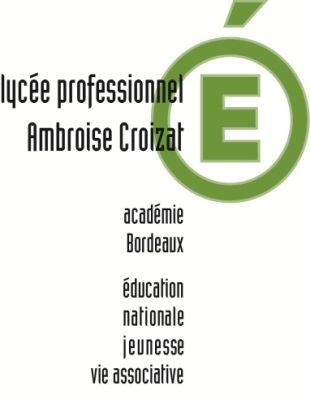 lycée professionnel
Ambroise Croizat
É
académie
Bordeaux
éducation
nationale
jeunesse
vie associative